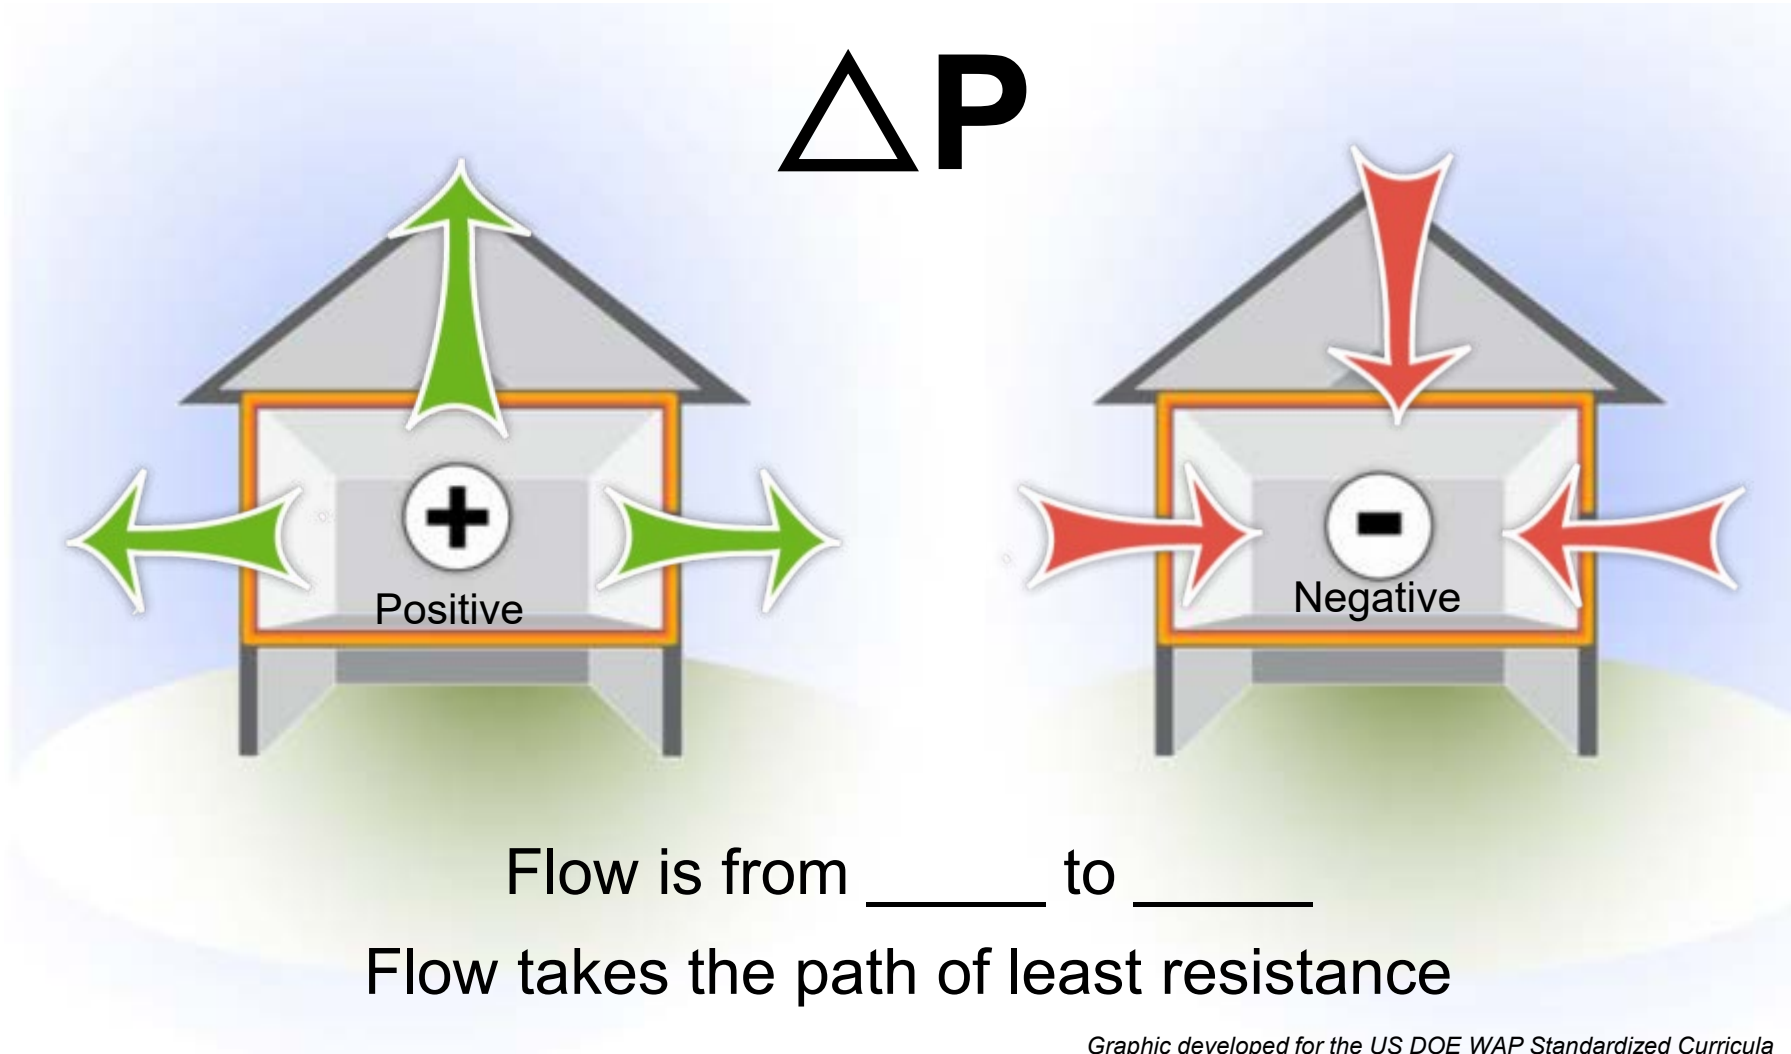 △P
+
-
Positive
Negative
Flow is from _____ to _____
Flow takes the path of least resistance
Graphic developed for the US DOE WAP Standardized Curricula